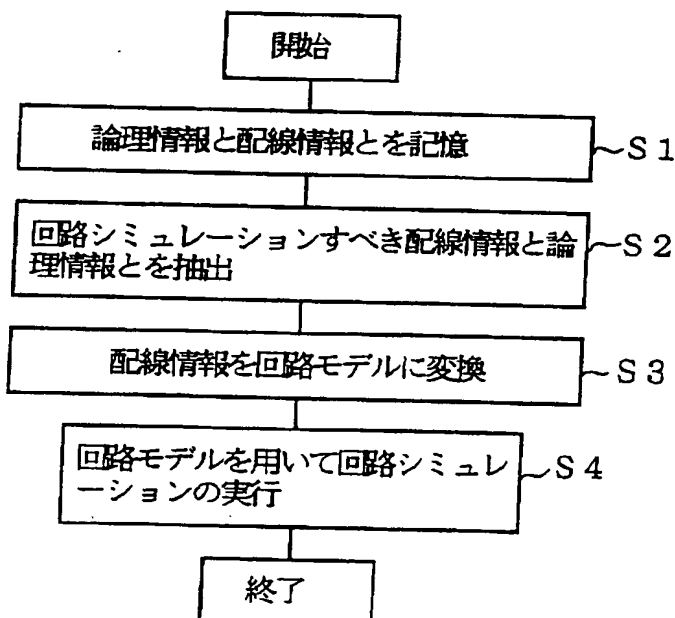 開始
論理情報と配線情報とを記憶
~S1
回路シミュレーションすべき配線情報と論
理情報とを抽出
~S2
配線情報を回路モデルに変換
~S3
回路モデルを用いて回路シミュレ
ーションの実行
~S4
終了